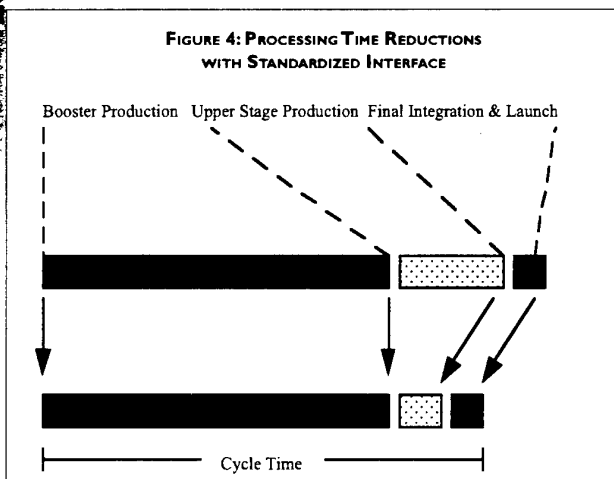 FIGURE 4: PROCESSING TIME REDUCTIONS
WITH STANDARDIZED INTERFACE
Booster Production Upper Stage Production Final Integration & Launch
Cycle Time